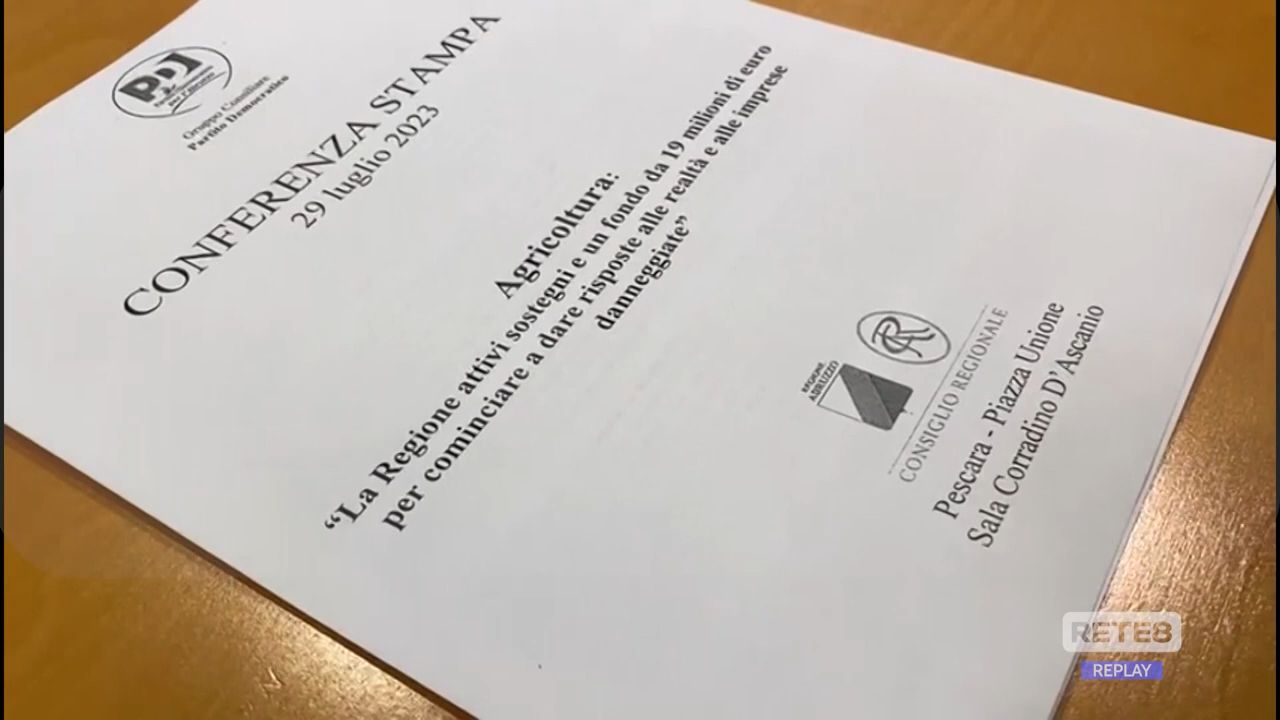 PD
Gruppo Consiliare
Partito Democratico
CONFERENZA STAMPA
29 luglio 2023
Agricoltura:
“La Regione attivi sostegni e un fondo da 19 milioni di euro
per cominciare a dare risposte alle realtà e alle imprese
danneggiate”
REGIONE
ABRUZZO
CONSIGLIO REGIONALE
Pescara - Piazza Unione
Sala Corradino D'Ascanio
RETE8
REPLAY